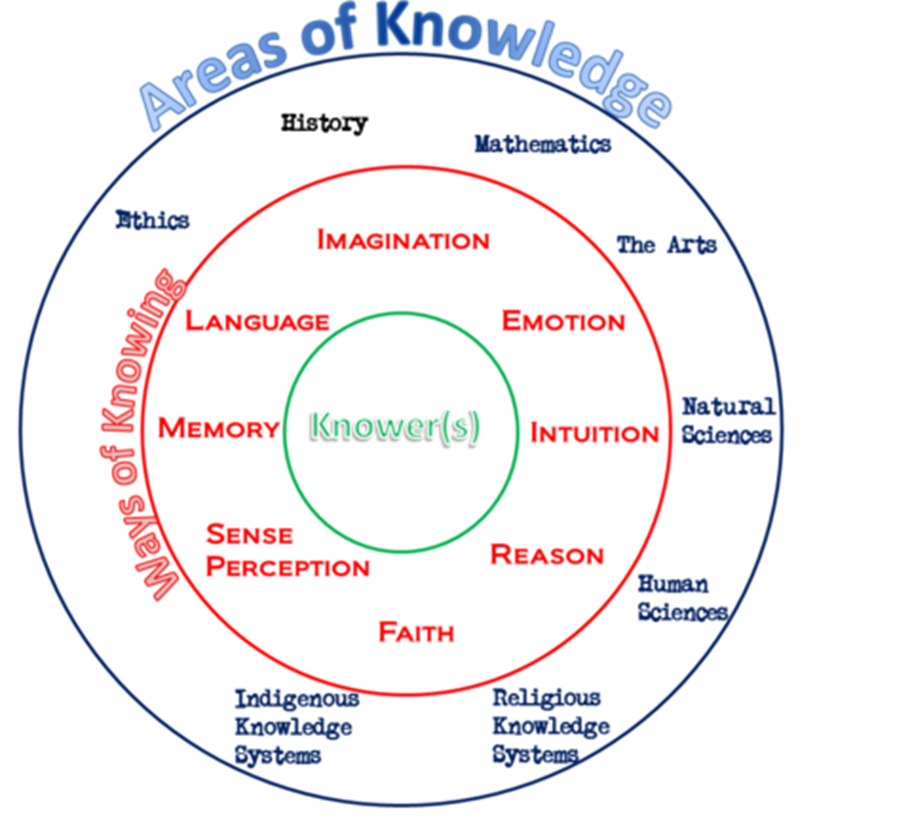 Areas of Knowledge
History
Mathematics
Ethics
The Arts
Imagination
Ways of Knowing
Language
Emotion
Memory
Knower(s)
Intuition
Natural
Sciences
Sense
Perception
Reason
Human
Sciences
Faith
Indigenous
Knowledge
Systems
Religious
Knowledge
Systems